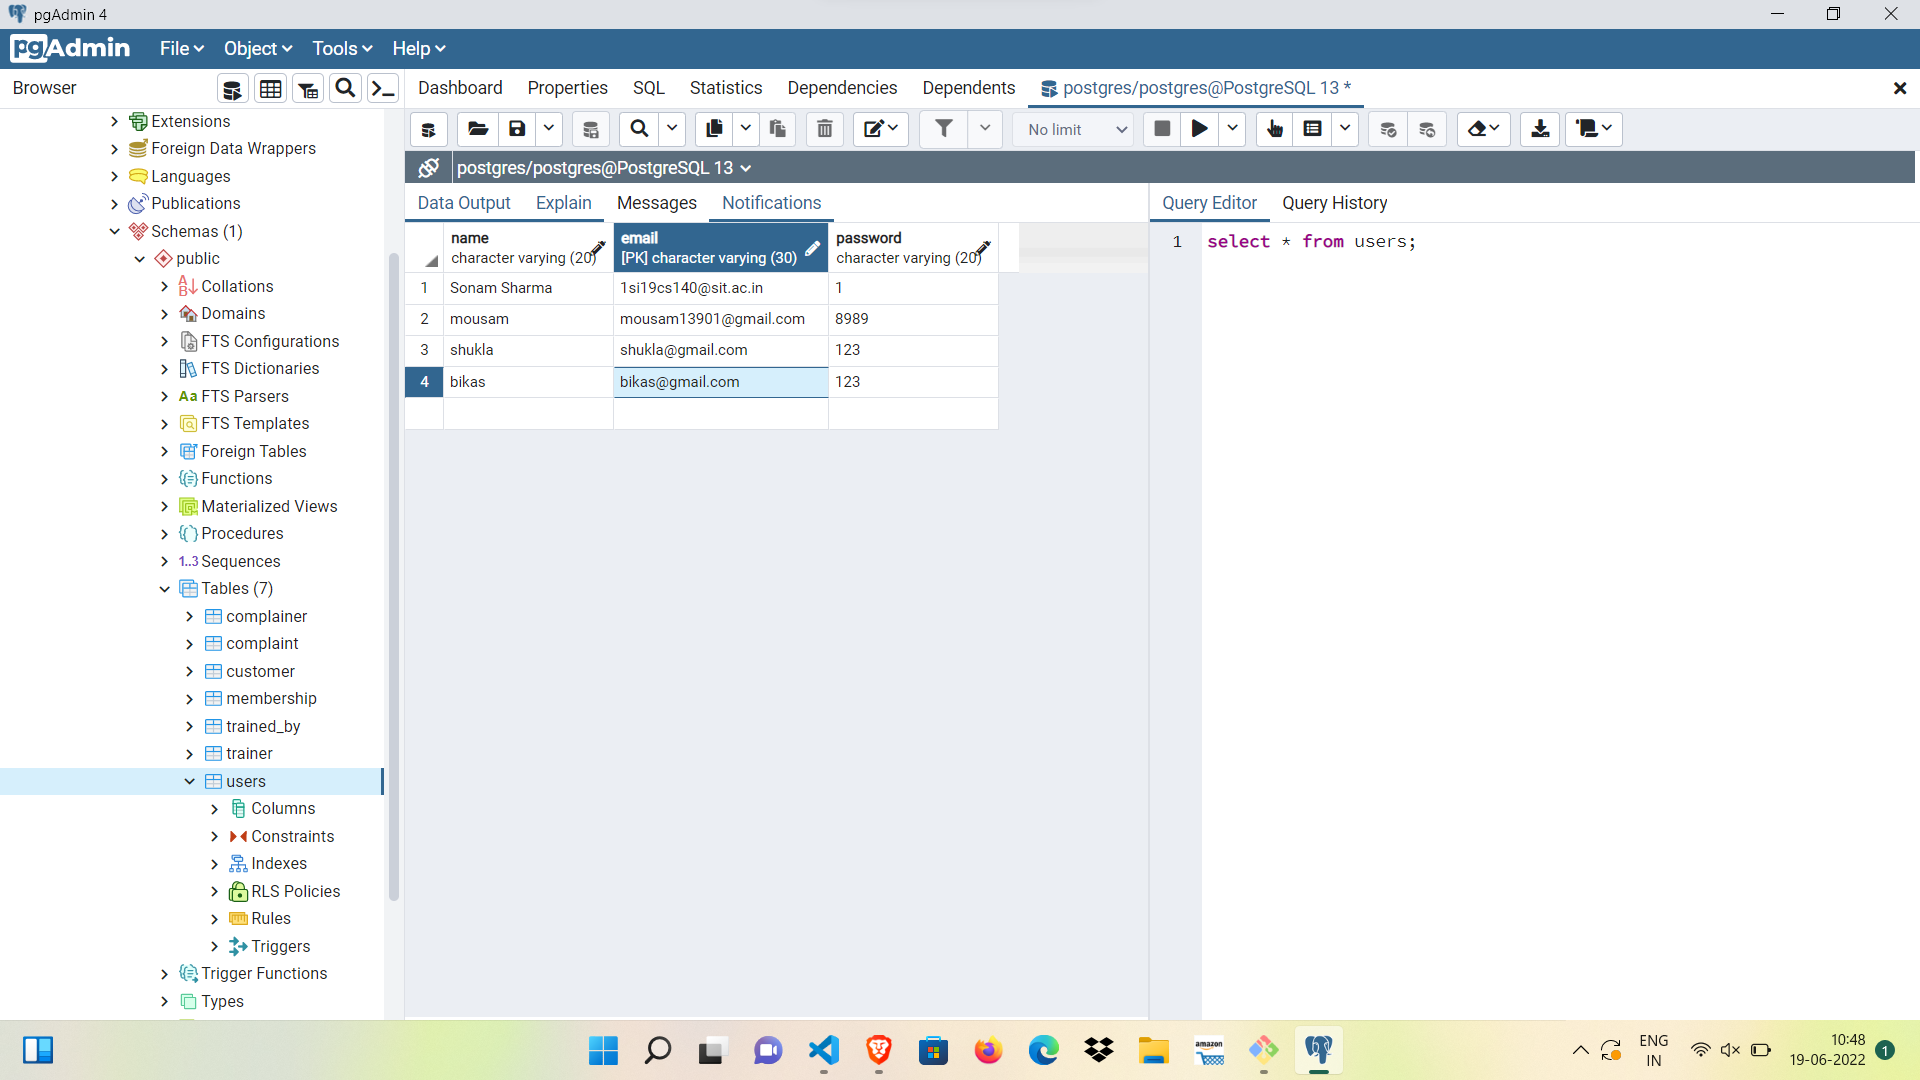 pgAdmin 4
pgAdmin File Object Tools Help
Browser
Dashboard Properties SQL Statistics Dependencies Dependents postgres/postgres@PostgreSQL 13 *
No limit
postgres/postgres@PostgreSQL 13
Data Output Explain Messages Notifications
Query Editor Query History
name email password
character varying (20) [PK] character varying (30) character varying (20)
1 Sonam Sharma 1si19cs140@sit.ac.in 1
2 mousam mousam13901@gmail.com 8989
3 shukla shukla@gmail.com 123
4 bikas bikas@gmail.com 123
1 select * from users;
Extensions
Foreign Data Wrappers
Languages
Publications
Schemas (1)
public
Collations
Domains
FTS Configurations
FTS Dictionaries
Aa FTS Parsers
FTS Templates
Foreign Tables
Functions
Materialized Views
Procedures
1..3 Sequences
Tables (7)
complainer
complaint
customer
membership
trained_by
trainer
users
Columns
Constraints
Indexes
RLS Policies
Rules
Triggers
Trigger Functions
Types
amazon
ENG
IN
10:48
19-06-2022
1